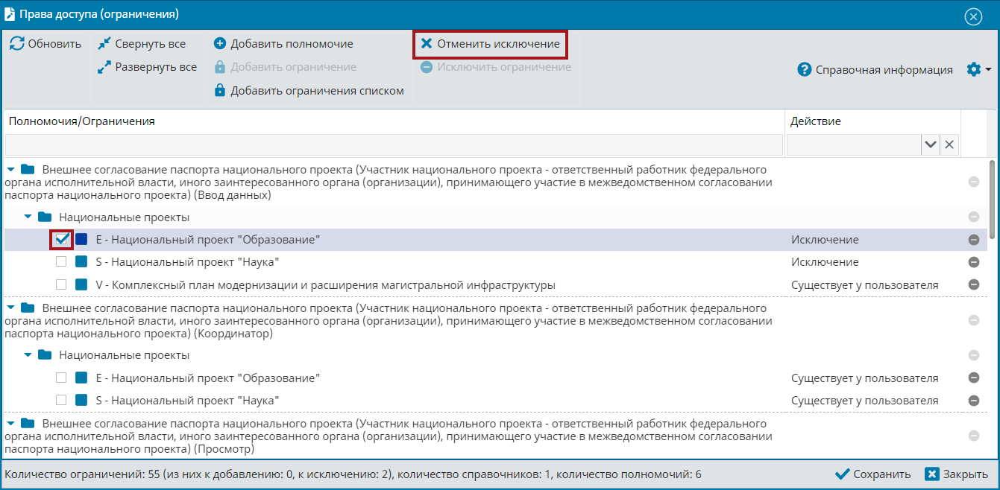 Права доступа (ограничения)
Обновить
Свернуть все
Развернуть все
Добавить полномочие
Добавить ограничение
Добавить ограничения списком
Отменить исключение
Исключить ограничение
Справочная информация
Полномочия/Ограничения
Действие
Внешнее согласование паспорта национального проекта (Участник национального проекта - ответственный работник федерального
органа исполнительной власти, иного заинтересованного органа (организации), принимающего участие в межведомственном согласовании
паспорта национального проекта) (Ввод данных)
Национальные проекты
E - Национальный проект "Образование" Исключение
S - Национальный проект "Наука" Исключение
V - Комплексный план модернизации и расширения магистральной инфраструктуры Существует у пользователя
Внешнее согласование паспорта национального проекта (Участник национального проекта - ответственный работник федерального
органа исполнительной власти, иного заинтересованного органа (организации), принимающего участие в межведомственном согласовании
паспорта национального проекта) (Координатор)
Национальные проекты
E - Национальный проект "Образование" Существует у пользователя
S - Национальный проект "Наука" Существует у пользователя
Внешнее согласование паспорта национального проекта (Участник национального проекта - ответственный работник федерального
органа исполнительной власти, иного заинтересованного органа (организации), принимающего участие в межведомственном согласовании
паспорта национального проекта) (Просмотр)
Количество ограничений: 55 (из них к добавлению: 0, к исключению: 2), количество справочников: 1, количество полномочий: 6
Сохранить
Закрыть